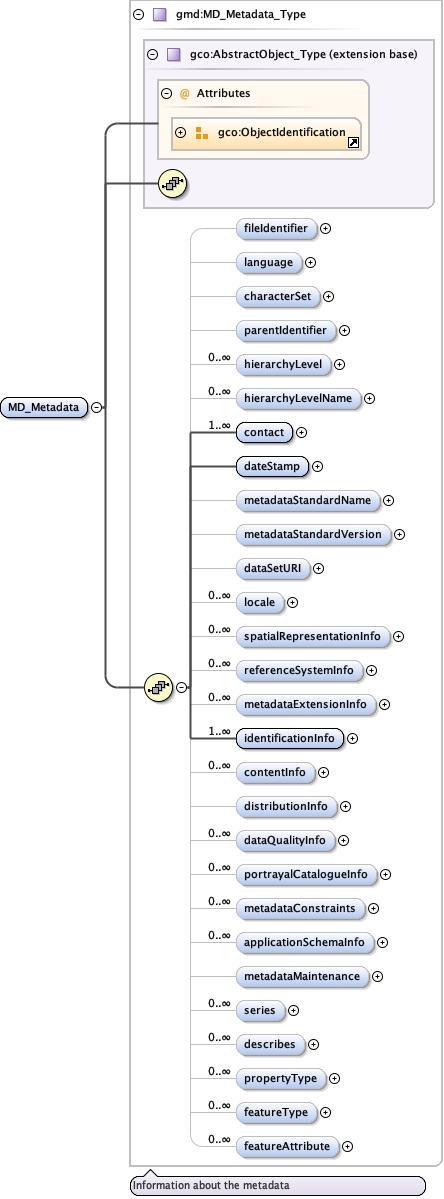 gmd:MD_Metadata_Type
gco:AbstractObject_Type (extension base)
@ Attributes
gco:ObjectIdentification
fileIdentifier
language
characterSet
parentIdentifier
0..∞ hierarchyLevel
0..∞ hierarchyLevelName
MD_Metadata
1..∞ contact
dateStamp
metadataStandardName
metadataStandardVersion
dataSetURI
0..∞ locale
0..∞ spatialRepresentationInfo
0..∞ referenceSystemInfo
0..∞ metadataExtensionInfo
1..∞ identificationInfo
0..∞ contentInfo
distributionInfo
0..∞ dataQualityInfo
0..∞ portrayalCatalogueInfo
0..∞ metadataConstraints
0..∞ applicationSchemaInfo
metadataMaintenance
0..∞ series
0..∞ describes
0..∞ propertyType
0..∞ featureType
0..∞ featureAttribute
Information about the metadata